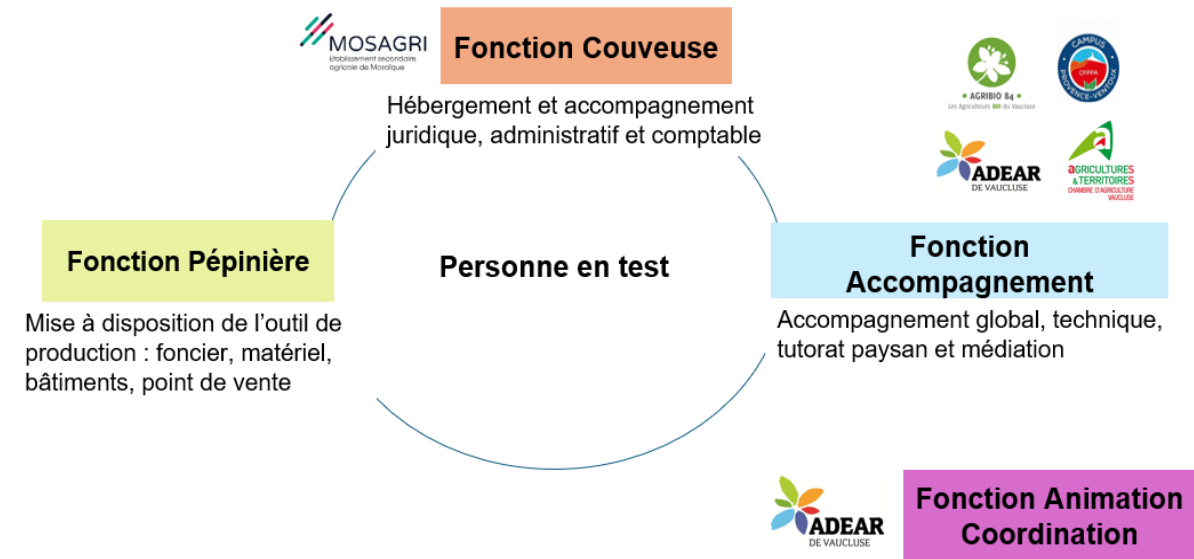 MOSAGRI
Etablissement secondaire
agricole de Mosaïque
Fonction Couveuse
Hébergement et accompagnement
juridique, administratif et comptable
• AGRIBIO 84 •
Les Agriculteurs BIO du Vaucluse
CAMPUS
CFPPA
PROVENCE-VENTOUX
ADEAR
DE VAUCLUSE
agRICULTURES
& TERRITOIRES
CHAMBRE D'AGRICULTURE
VAUCLUSE
Fonction Pépinière
Mise à disposition de l’outil de
production : foncier, matériel,
bâtiments, point de vente
Personne en test
Fonction
Accompagnement
Accompagnement global, technique,
tutorat paysan et médiation
ADEAR
DE VAUCLUSE
Fonction Animation
Coordination